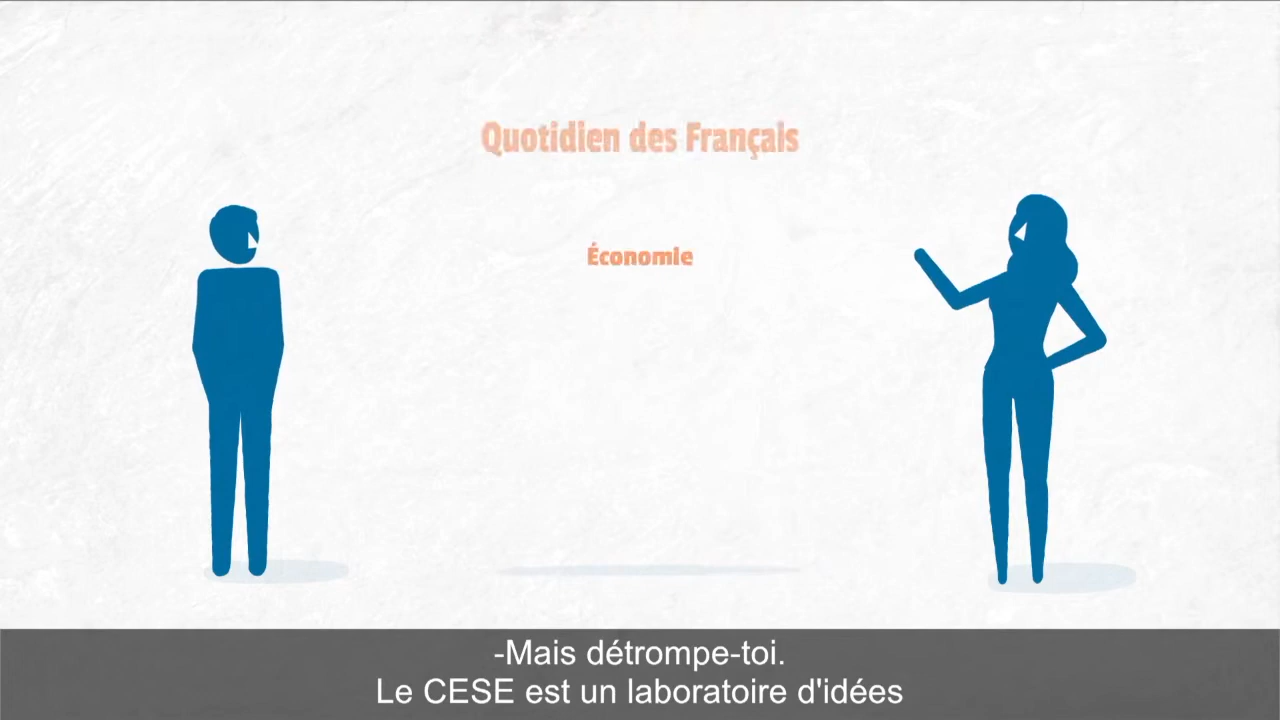 Quotidien des Français
Économie
-Mais détrompe-toi.
Le CESE est un laboratoire d'idées